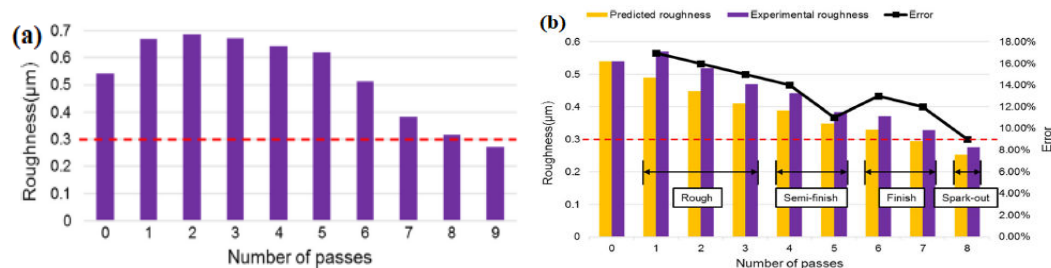 (a)
Roughness(μm)
0.7
0.6
0.5
0.4
0.3
0.2
0.1
0
0 1 2 3 4 5 6 7 8 9
Number of passes
(b)
Predicted roughness Experimental roughness Error
Roughness(μm)
0.6
0.5
0.4
0.3
0.2
0.1
0
18.00%
16.00%
14.00%
12.00%
10.00%
8.00%
6.00%
4.00%
2.00%
0.00%
Error
Rough Semi-finish Finish Spark-out
0 1 2 3 4 5 6 7 8
Number of passes